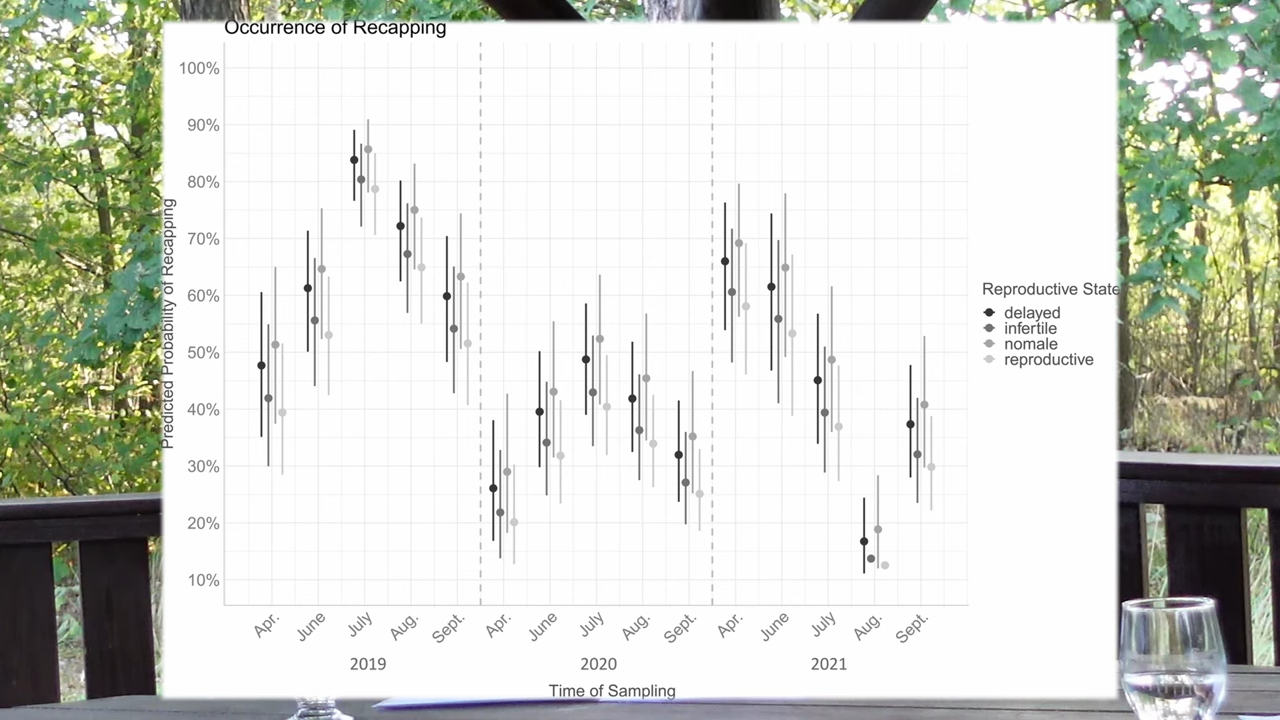 Occurrence of Recapping
Predicted Probability of Recapping
100%
90%
80%
70%
60%
50%
40%
30%
20%
10%
Apr.
June
July
Aug.
Sept.
Apr.
June
July
Aug.
Sept.
Apr.
June
July
Aug.
Sept.
2019
2020
2021
Time of Sampling
Reproductive State
delayed
infertile
nomale
reproductive